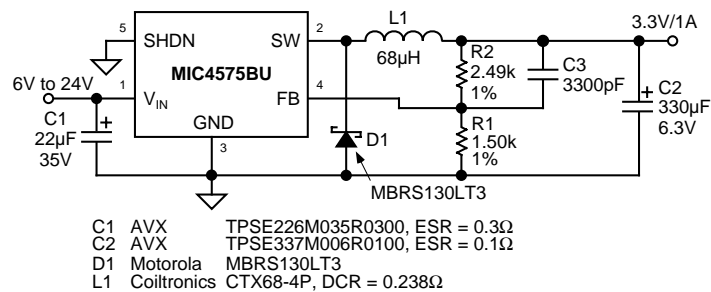 L1
3.3V/1A
5
SHDN
SW
2
68µH
R2
2.49k
1%
C3
3300pF
MIC4575BU
6V to 24V
1
VIN
FB
4
C2
330µF
6.3V
+
C1
22µF
35V
+
GND
3
D1
R1
1.50k
1%
MBRS130LT3
C1 AVX TPSE226M035R0300, ESR = 0.3Ω
C2 AVX TPSE337M006R0100, ESR = 0.1Ω
D1 Motorola MBRS130LT3
L1 Coiltronics CTX68-4P, DCR = 0.238Ω